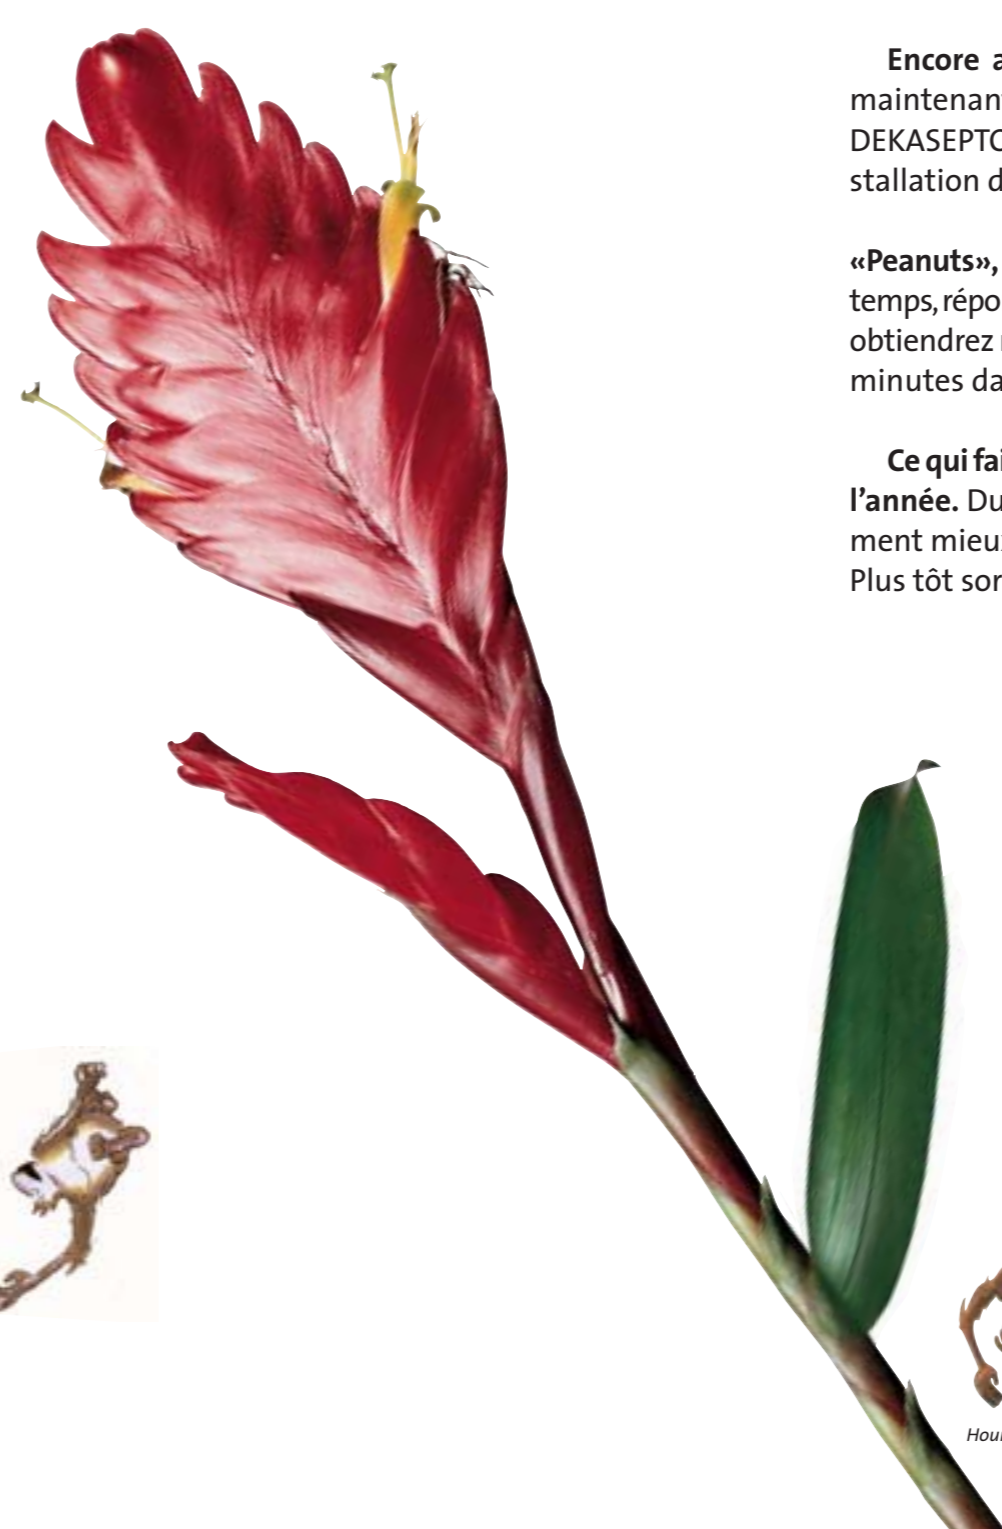 Encore a
maintenant
DEKASEPTO
stallation d
«Peanuts»,
temps, répo
obtiendrez
minutes da
Ce qui fai
l’année. Du
ment mieux
Plus tôt sor
Hou